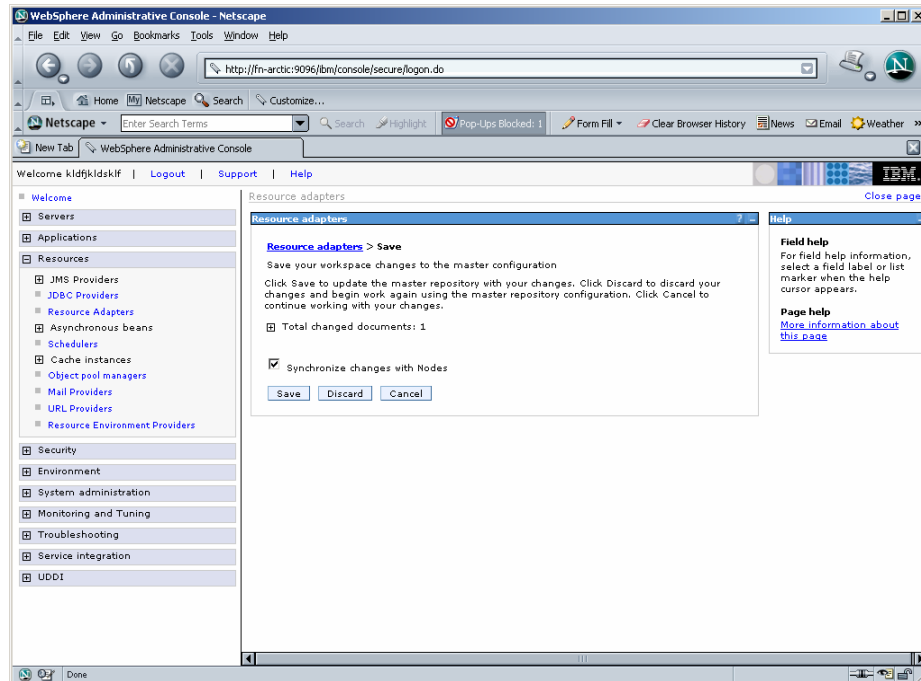 WebSphere Administrative Console - Netscape
File Edit View Go Bookmarks Tools Window Help
http://fn-arctic:9096/ibm/console/secure/logon.do
Home My Netscape Search Customize...
Netscape Enter Search Terms Search Highlight Pop-Ups Blocked: 1 Form Fill Clear Browser History News Email Weather »
New Tab WebSphere Administrative Console
Welcome kldfjkldsklf | Logout | Support | Help IBM.
Welcome
Servers
Applications
Resources
JMS Providers
JDBC Providers
Resource Adapters
Asynchronous beans
Schedulers
Cache instances
Object pool managers
Mail Providers
URL Providers
Resource Environment Providers
Security
Environment
System administration
Monitoring and Tuning
Troubleshooting
Service integration
UDDI
Resource adapters Close page
Resource adapters ? -
Resource adapters > Save
Save your workspace changes to the master configuration
Click Save to update the master repository with your changes. Click Discard to discard your
changes and begin work again using the master repository configuration. Click Cancel to
continue working with your changes.
Total changed documents: 1
Synchronize changes with Nodes
Save Discard Cancel
Help
Field help
For field help information,
select a field label or list
marker when the help
cursor appears.
Page help
More information about
this page
Done